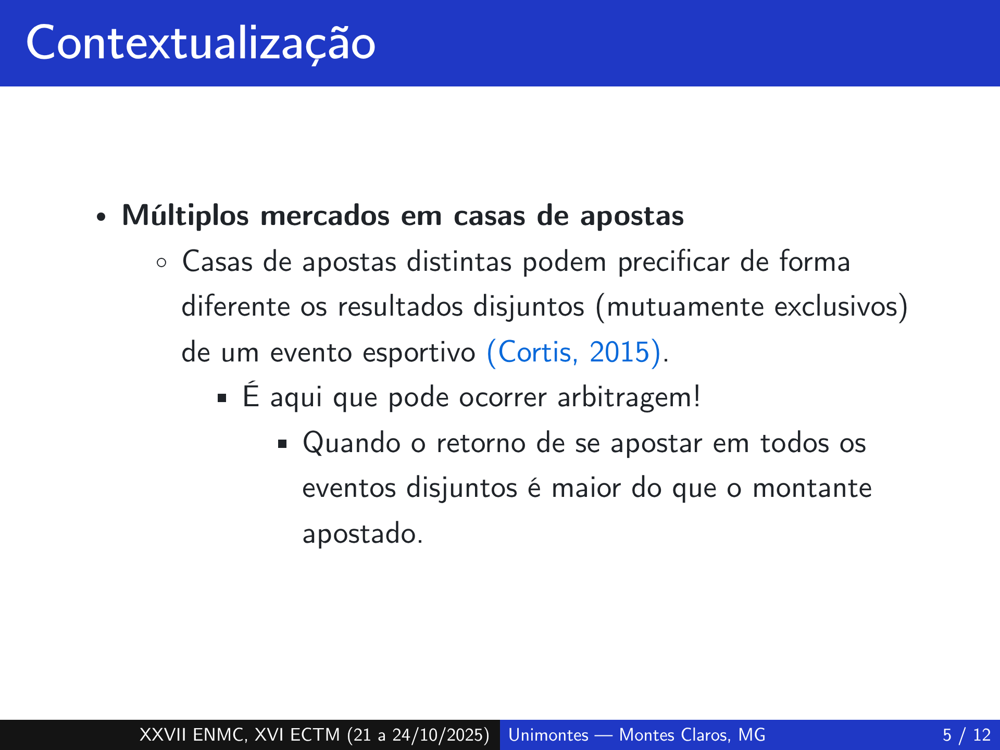 Contextualização
• Múltiplos mercados em casas de apostas
◦ Casas de apostas distintas podem precificar de forma
diferente os resultados disjuntos (mutuamente exclusivos)
de um evento esportivo (Cortis, 2015).
▪ É aqui que pode ocorrer arbitragem!
▪ Quando o retorno de se apostar em todos os
eventos disjuntos é maior do que o montante
apostado.
XXVII ENMC, XVI ECTM (21 a 24/10/2025) Unimontes — Montes Claros, MG 5 / 12